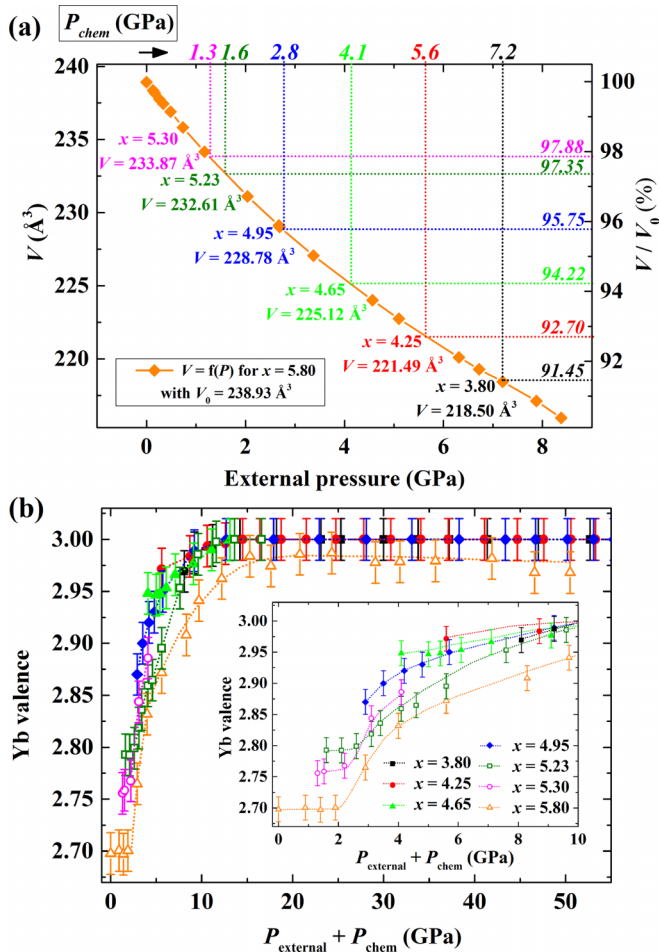 (a)
P_chem (GPa)
1.3 1.6 2.8 4.1 5.6 7.2
240
235
230
225
220
V (Å³)
100
98
96
94
92
V / V₀ (%)
x = 5.30
V = 233.87 Å³
x = 5.23
V = 232.61 Å³
x = 4.95
V = 228.78 Å³
x = 4.65
V = 225.12 Å³
x = 4.25
V = 221.49 Å³
x = 3.80
V = 218.50 Å³
97.88
97.35
95.75
94.22
92.70
91.45
V = f(P) for x = 5.80
with V₀ = 238.93 Å³
0 2 4 6 8
External pressure (GPa)
(b)
3.00
2.95
2.90
2.85
2.80
2.75
2.70
Yb valence
3.00
2.95
2.90
2.85
2.80
2.75
2.70
Yb valence
x = 3.80
x = 4.25
x = 4.65
x = 4.95
x = 5.23
x = 5.30
x = 5.80
0 2 4 6 8 10
P_external + P_chem (GPa)
0 10 20 30 40 50
P_external + P_chem (GPa)